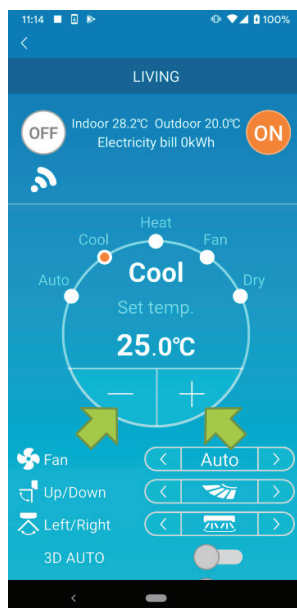 11:14 100%
LIVING
OFF Indoor 28.2℃ Outdoor 20.0℃ ON
Electricity bill 0kWh
Heat
Cool Fan
Auto Cool Dry
Set temp.
25.0℃
− +
Fan < Auto >
Up/Down < >
Left/Right < >
3D AUTO